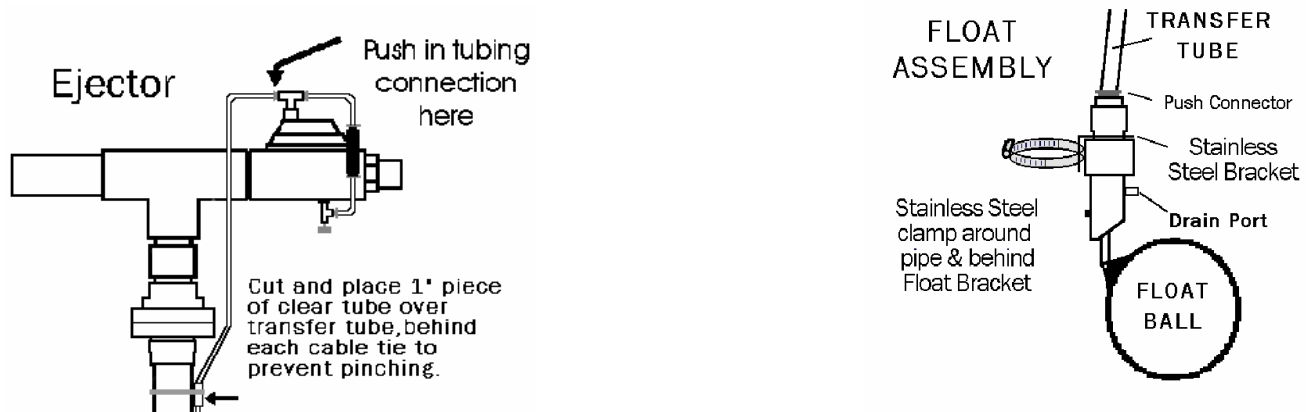 Ejector
Push in tubing
connection
here
Cut and place 1" piece
of clear tube over
transfer tube,behind
each cable tie to
prevent pinching.
FLOAT
ASSEMBLY
TRANSFER
TUBE
Push Connector
Stainless
Steel Bracket
Drain Port
Stainless Steel
clamp around
pipe & behind
Float Bracket
FLOAT
BALL